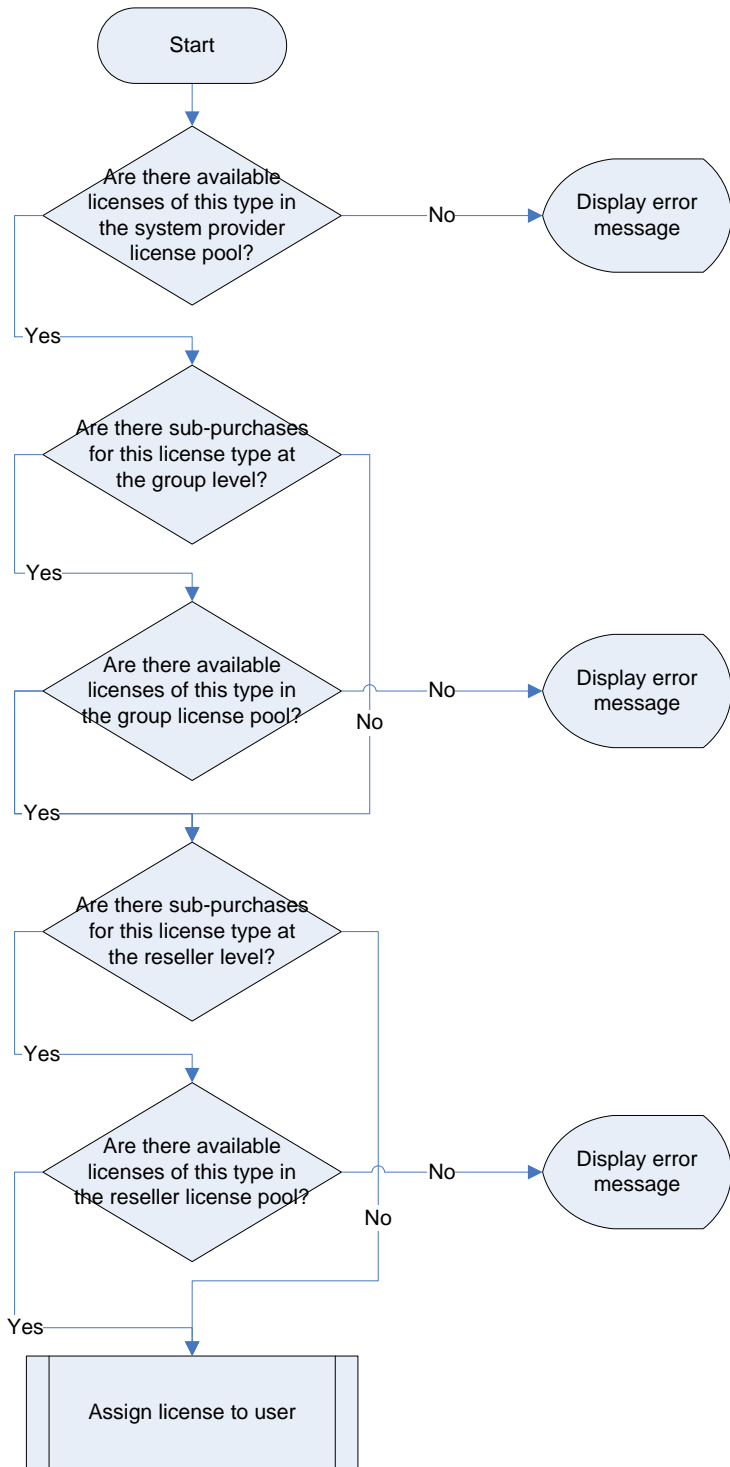 Start
Are there available
licenses of this type in
the system provider
license pool?
No
Display error
message
Yes
Are there sub-purchases
for this license type at
the group level?
Yes
Are there available
licenses of this type in
the group license pool?
No
Display error
message
No
Yes
Are there sub-purchases
for this license type at
the reseller level?
Yes
Are there available
licenses of this type in
the reseller license pool?
No
Display error
message
No
Yes
Assign license to user